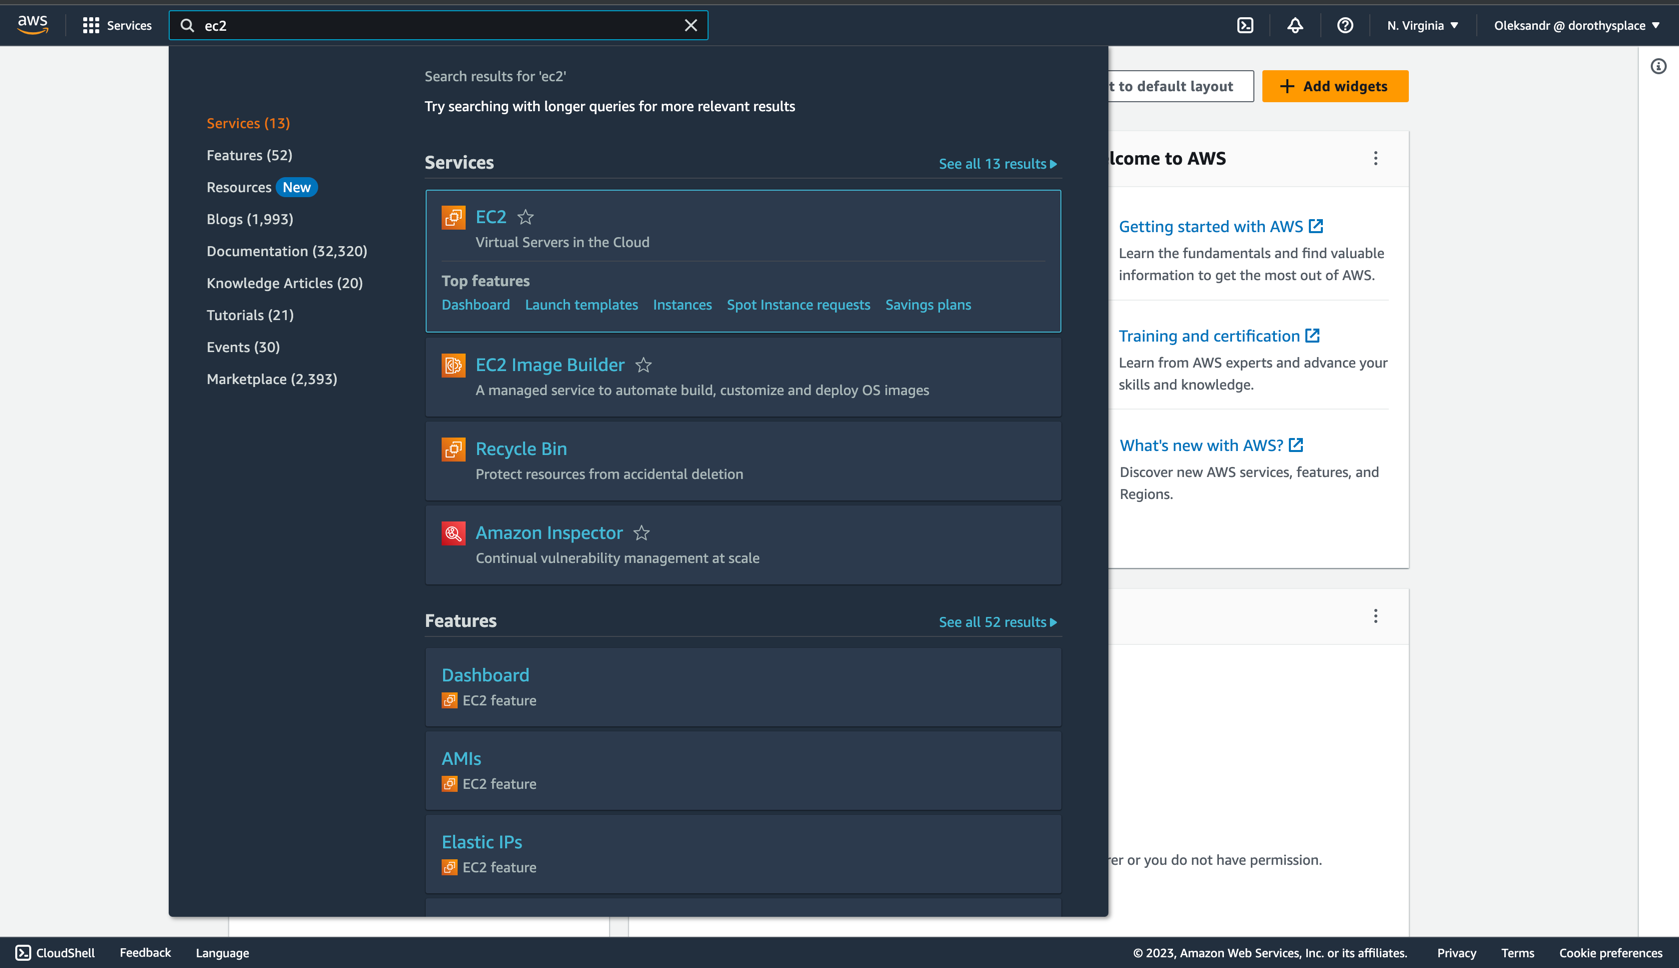 aws
Services
ec2
N. Virginia
Oleksandr @ dorothysplace
Search results for 'ec2'
Try searching with longer queries for more relevant results
Services (13)
Features (52)
Resources New
Blogs (1,993)
Documentation (32,320)
Knowledge Articles (20)
Tutorials (21)
Events (30)
Marketplace (2,393)
Services
See all 13 results
EC2
Virtual Servers in the Cloud
Top features
Dashboard Launch templates Instances Spot Instance requests Savings plans
EC2 Image Builder
A managed service to automate build, customize and deploy OS images
Recycle Bin
Protect resources from accidental deletion
Amazon Inspector
Continual vulnerability management at scale
Features
See all 52 results
Dashboard
EC2 feature
AMIs
EC2 feature
Elastic IPs
EC2 feature
t to default layout
Add widgets
lcome to AWS
Getting started with AWS
Learn the fundamentals and find valuable
information to get the most out of AWS.
Training and certification
Learn from AWS experts and advance your
skills and knowledge.
What's new with AWS?
Discover new AWS services, features, and
Regions.
rer or you do not have permission.
CloudShell
Feedback
Language
© 2023, Amazon Web Services, Inc. or its affiliates.
Privacy
Terms
Cookie preferences